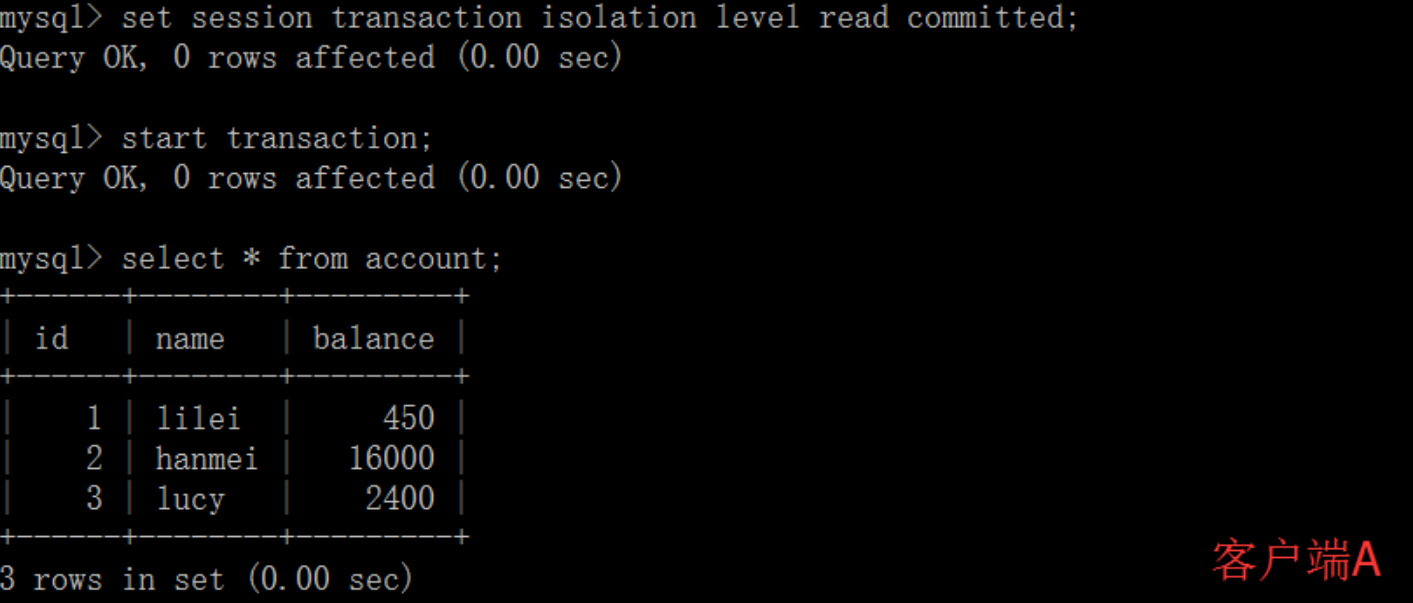 mysql> set session transaction isolation level read committed;
Query OK, 0 rows affected (0.00 sec)
mysql> start transaction;
Query OK, 0 rows affected (0.00 sec)
mysql> select * from account;
+------+--------+---------+
| id   | name   | balance |
+------+--------+---------+
|    1 | lilei  |     450 |
|    2 | hanmei |   16000 |
|    3 | lucy   |    2400 |
+------+--------+---------+
3 rows in set (0.00 sec)
客户端A